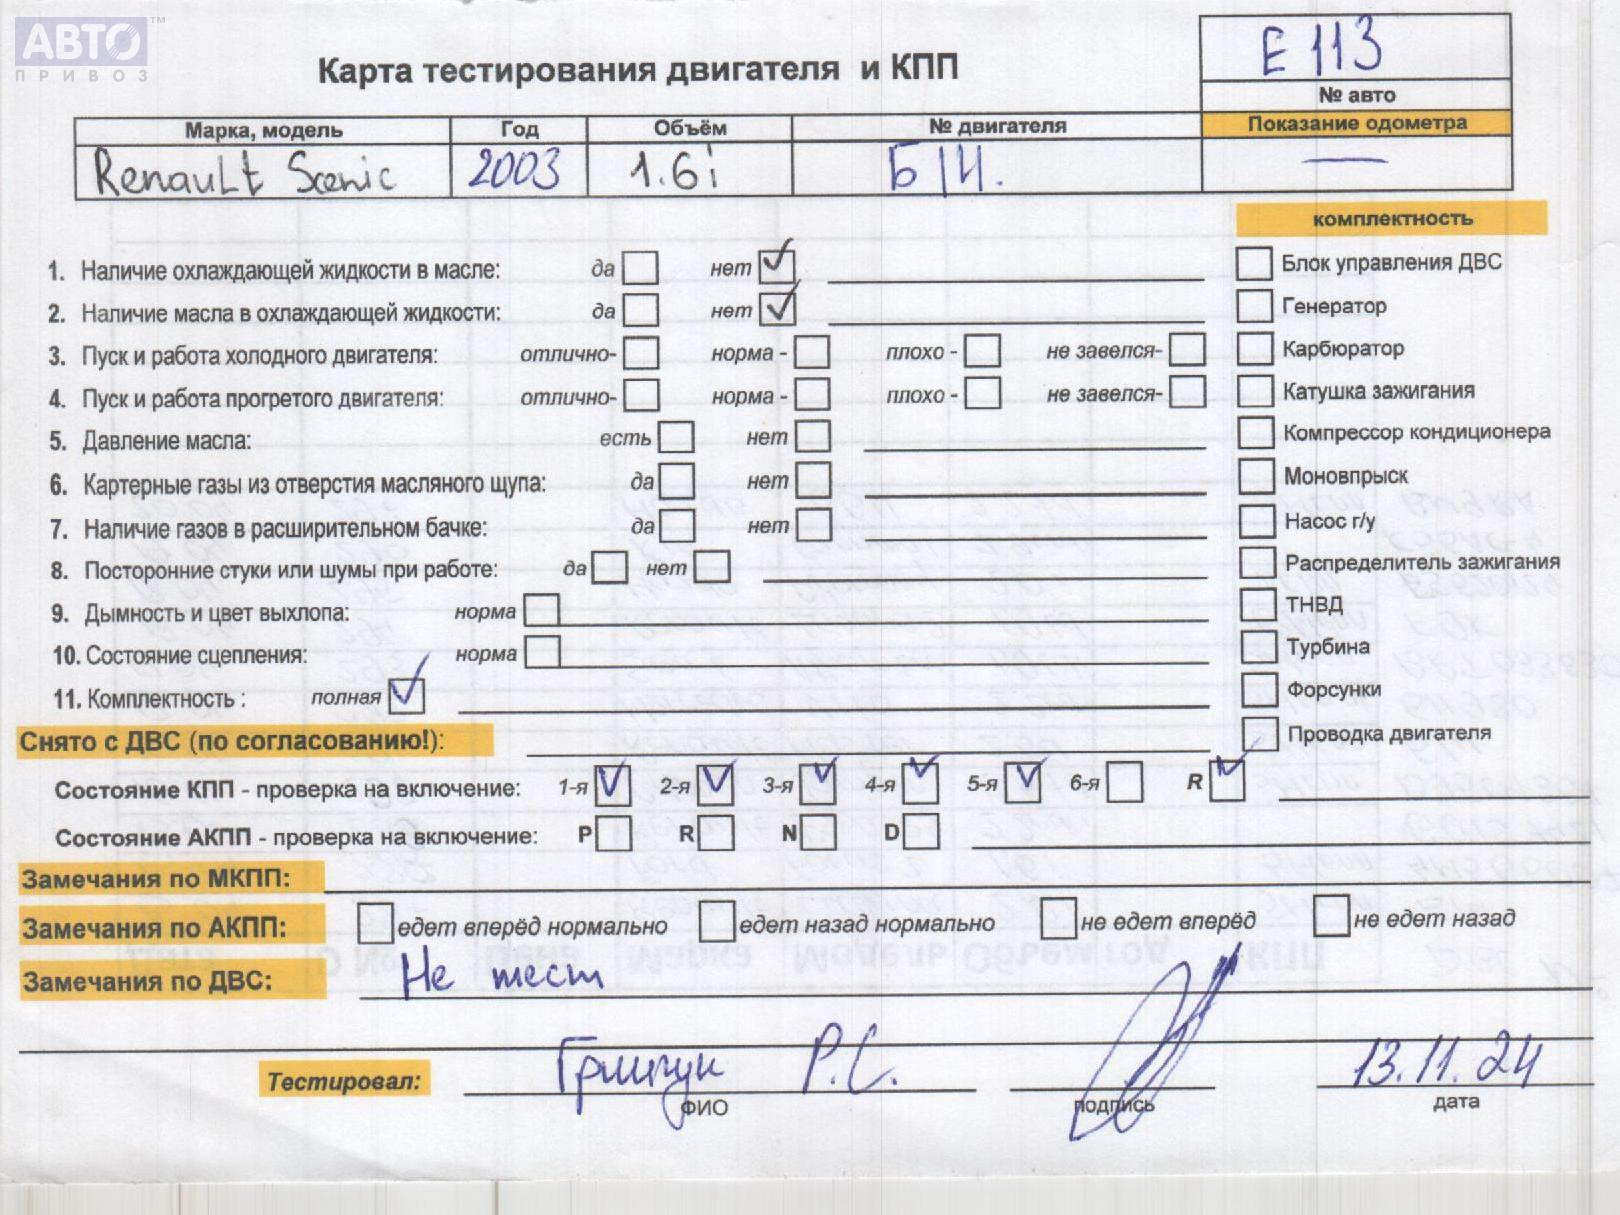 АВТО™
ПРИВОЗ
Карта тестирования двигателя и КПП
E 113
№ авто
Марка, модель Год Объём № двигателя Показание одометра
Renault Scenic 2003 1.6i Б/Н. —
комплектность
1. Наличие охлаждающей жидкости в масле: да нет ✓
Блок управления ДВС
2. Наличие масла в охлаждающей жидкости: да нет ✓
Генератор
3. Пуск и работа холодного двигателя: отлично- норма - плохо - не завелся-
Карбюратор
4. Пуск и работа прогретого двигателя: отлично- норма - плохо - не завелся-
Катушка зажигания
5. Давление масла: есть нет
Компрессор кондиционера
6. Картерные газы из отверстия масляного щупа: да нет
Моновпрыск
7. Наличие газов в расширительном бачке: да нет
Насос г/у
8. Посторонние стуки или шумы при работе: да нет
Распределитель зажигания
9. Дымность и цвет выхлопа: норма
ТНВД
10. Состояние сцепления: норма
Турбина
11. Комплектность : полная ✓
Форсунки
Снято с ДВС (по согласованию!):
Проводка двигателя
Состояние КПП - проверка на включение: 1-я ✓ 2-я ✓ 3-я ✓ 4-я ✓ 5-я ✓ 6-я R ✓
Состояние АКПП - проверка на включение: P R N D
Замечания по МКПП:
Замечания по АКПП: едет вперёд нормально едет назад нормально не едет вперёд не едет назад
Замечания по ДВС: Не тест
Тестировал: Р.С. 13.11.24
ФИО подпись дата